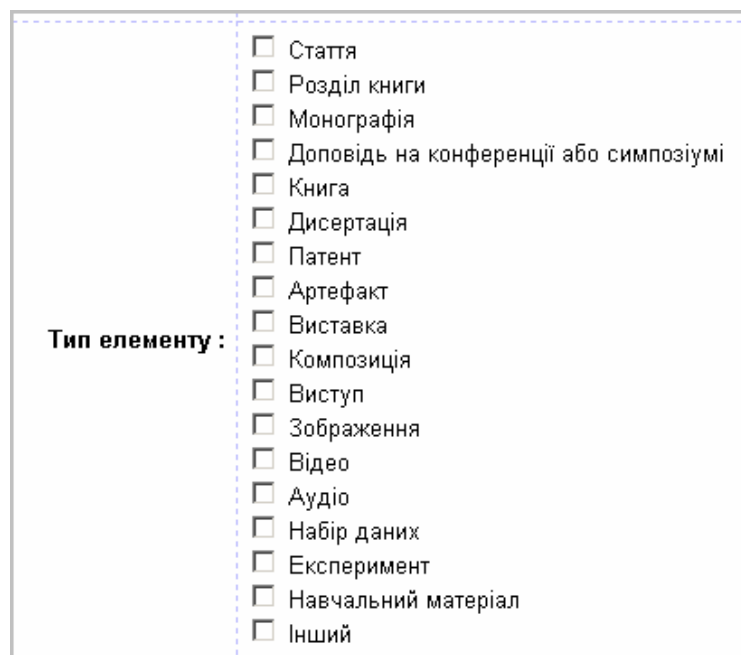 Стаття
Розділ книги
Монографія
Доповідь на конференції або симпозіумі
Книга
Дисертація
Патент
Артефакт
Виставка
Тип елементу :
Композиція
Виступ
Зображення
Відео
Аудіо
Набір даних
Експеримент
Навчальний матеріал
Інший